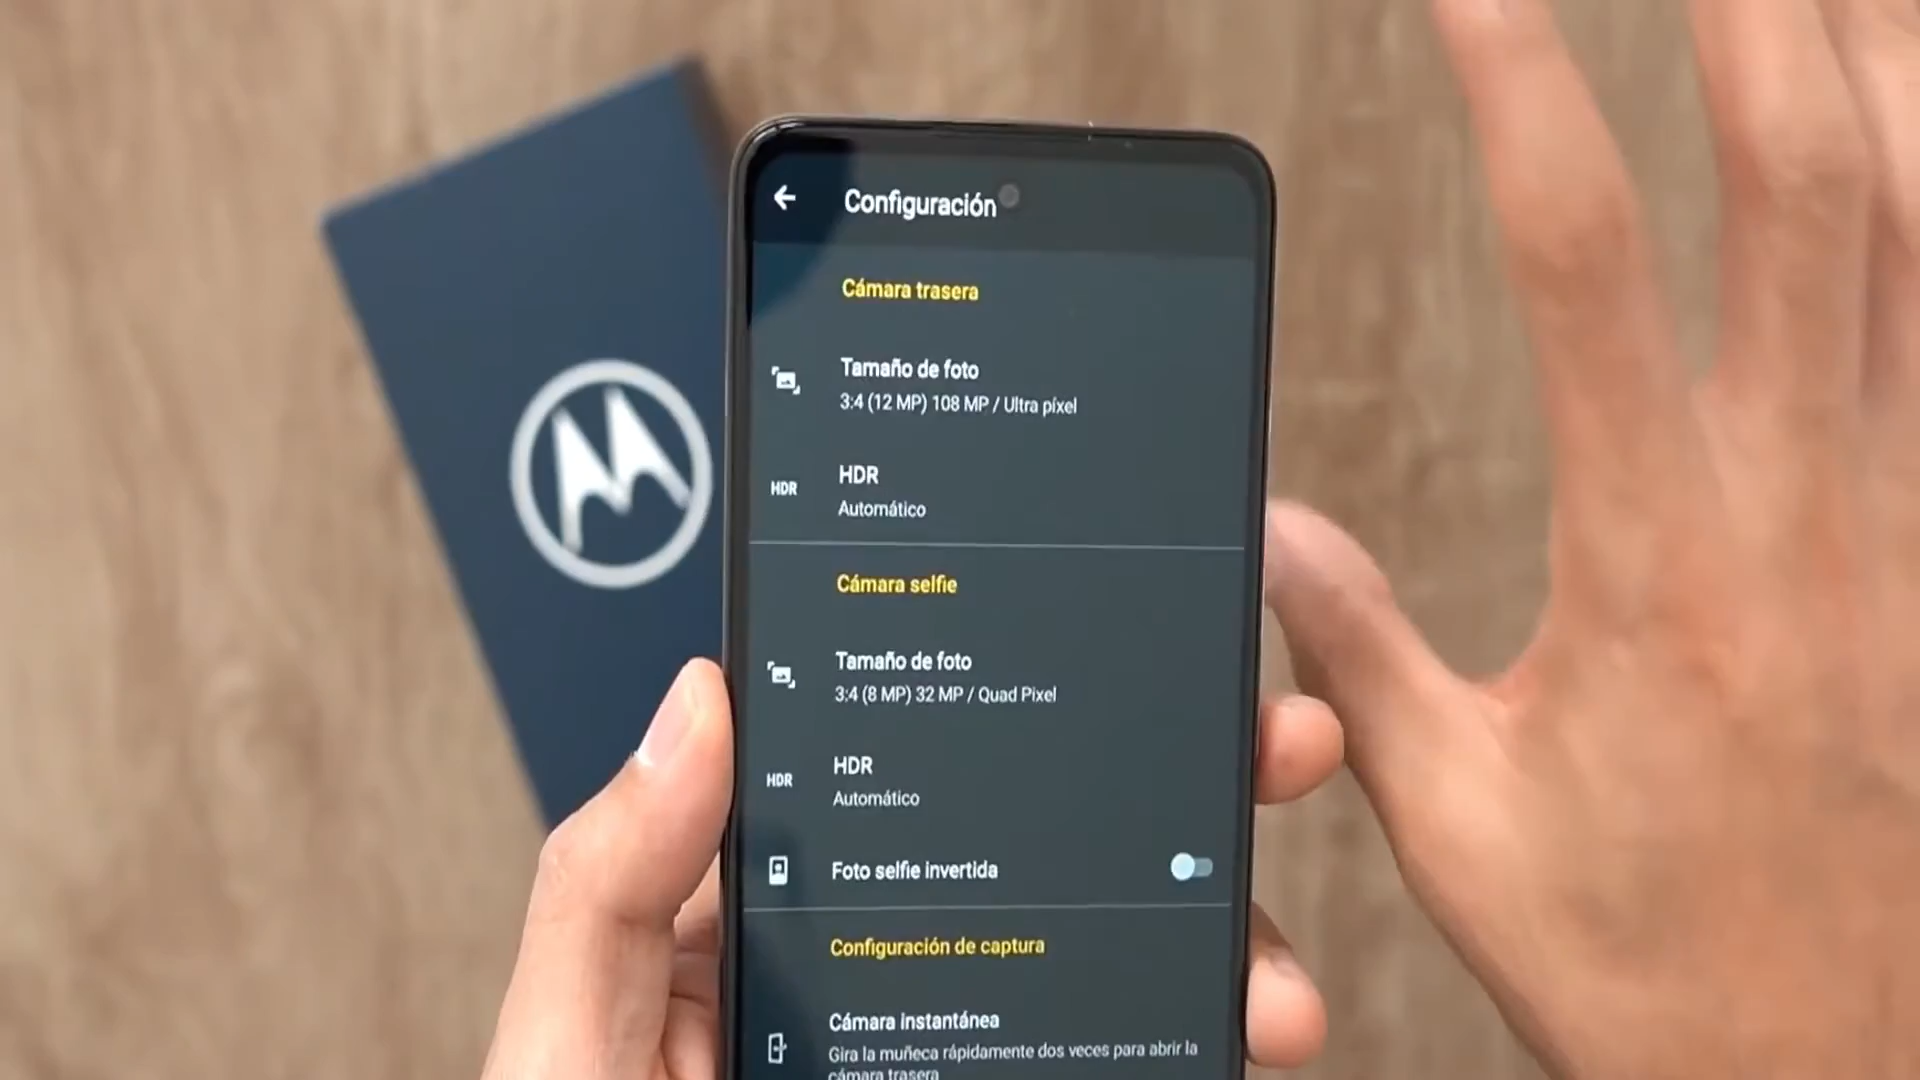 Configuración
Cámara trasera
Tamaño de foto
3:4 (12 MP) 108 MP / Ultra píxel
HDR
HDR
Automático
Cámara selfie
Tamaño de foto
3:4 (8 MP) 32 MP / Quad Pixel
HDR
HDR
Automático
Foto selfie invertida
Configuración de captura
Cámara instantánea
Gira la muñeca rápidamente dos veces para abrir la
cámara trasera